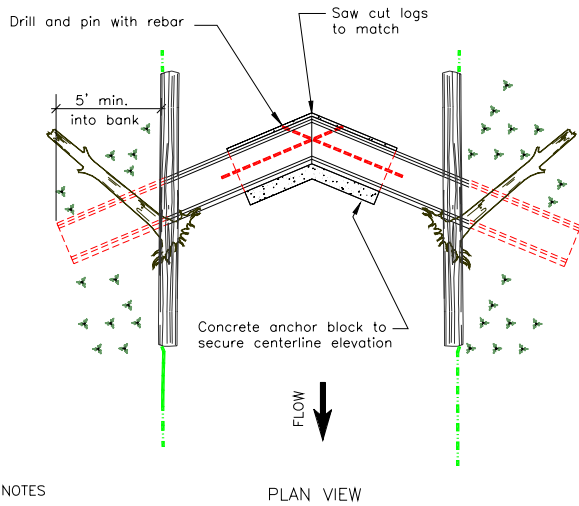 Drill and pin with rebar
Saw cut logs
to match
5' min.
into bank
Concrete anchor block to
secure centerline elevation
FLOW
NOTES
PLAN VIEW